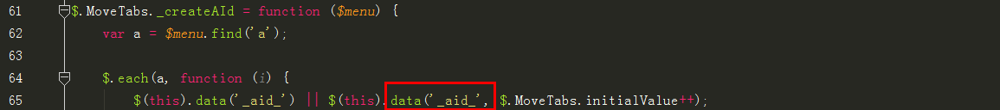 61 $.MoveTabs._createAId = function ($menu) {
62 var a = $menu.find('a');
63
64 $.each(a, function (i) {
65 $(this).data('_aid_') || $(this).data('_aid_', $.MoveTabs.initialValue++);